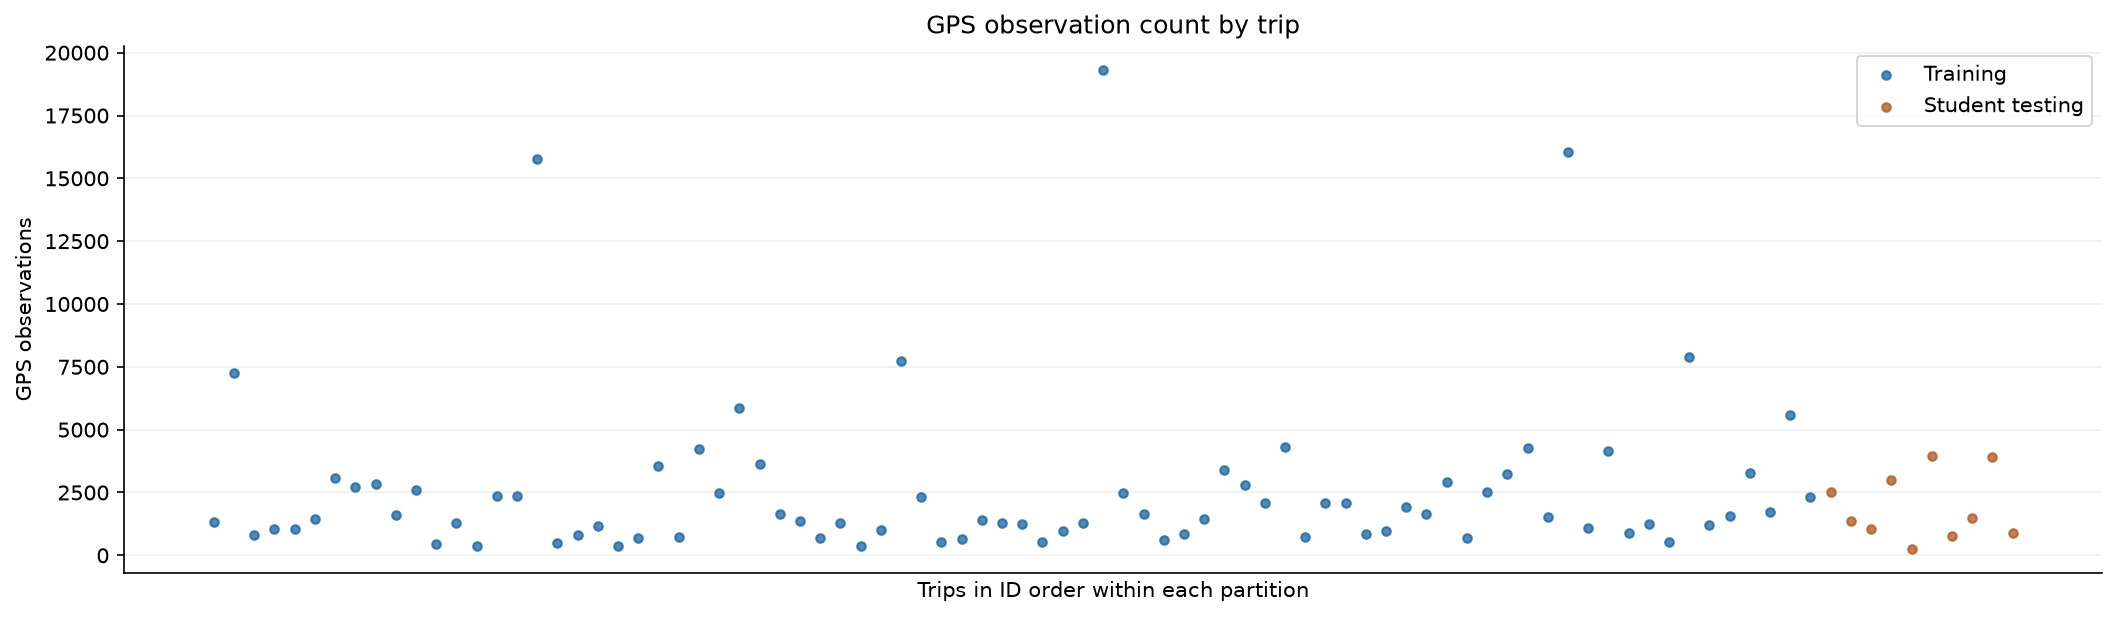 GPS observation count by trip
20000
17500
15000
12500
10000
7500
5000
2500
0
GPS observations
Training
Student testing
Trips in ID order within each partition